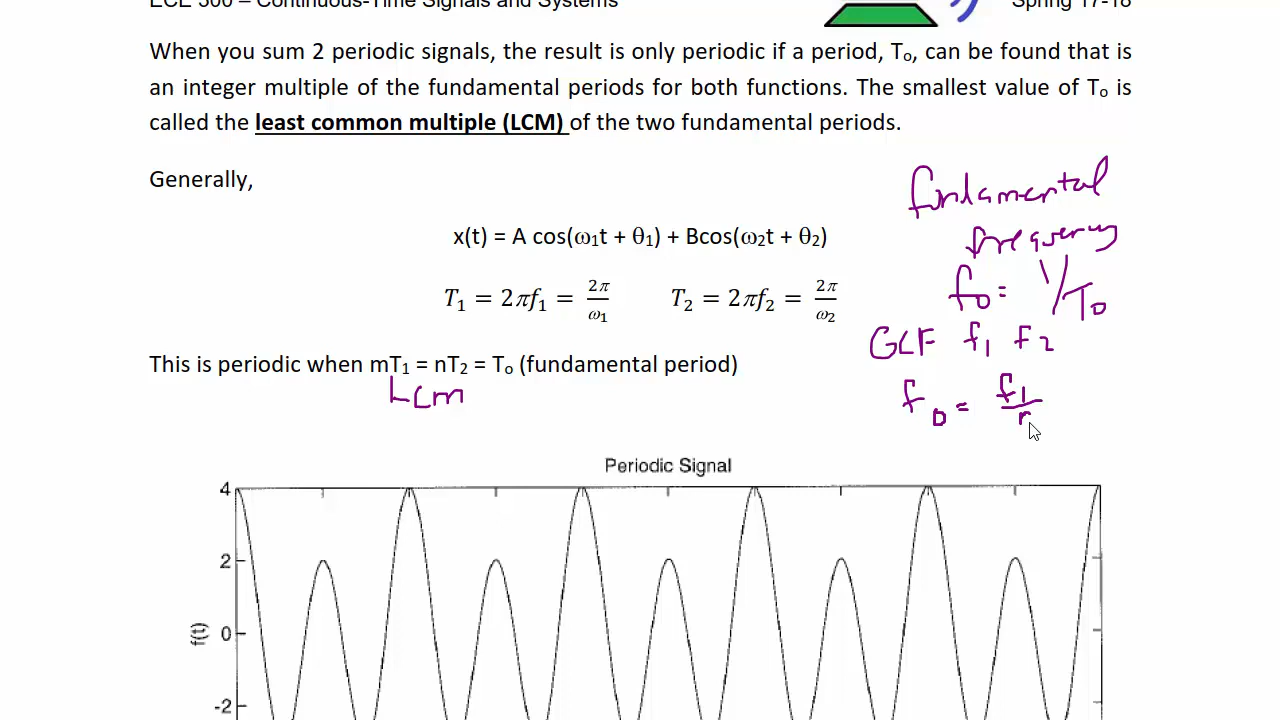 ECE 300 – Continuous-Time Signals and Systems Spring 17-18
When you sum 2 periodic signals, the result is only periodic if a period, Tₒ, can be found that is
an integer multiple of the fundamental periods for both functions. The smallest value of Tₒ is
called the least common multiple (LCM) of the two fundamental periods.
Generally,
fundamental
frequency
x(t) = A cos(ω₁t + θ₁) + Bcos(ω₂t + θ₂)
f₀ = 1/T₀
T₁ = 2πf₁ = 2π/ω₁ T₂ = 2πf₂ = 2π/ω₂
GCF f₁ f₂
This is periodic when mT₁ = nT₂ = Tₒ (fundamental period)
LCM
f₀ = f₁/r
Periodic Signal
4
2
f(t)
0
-2